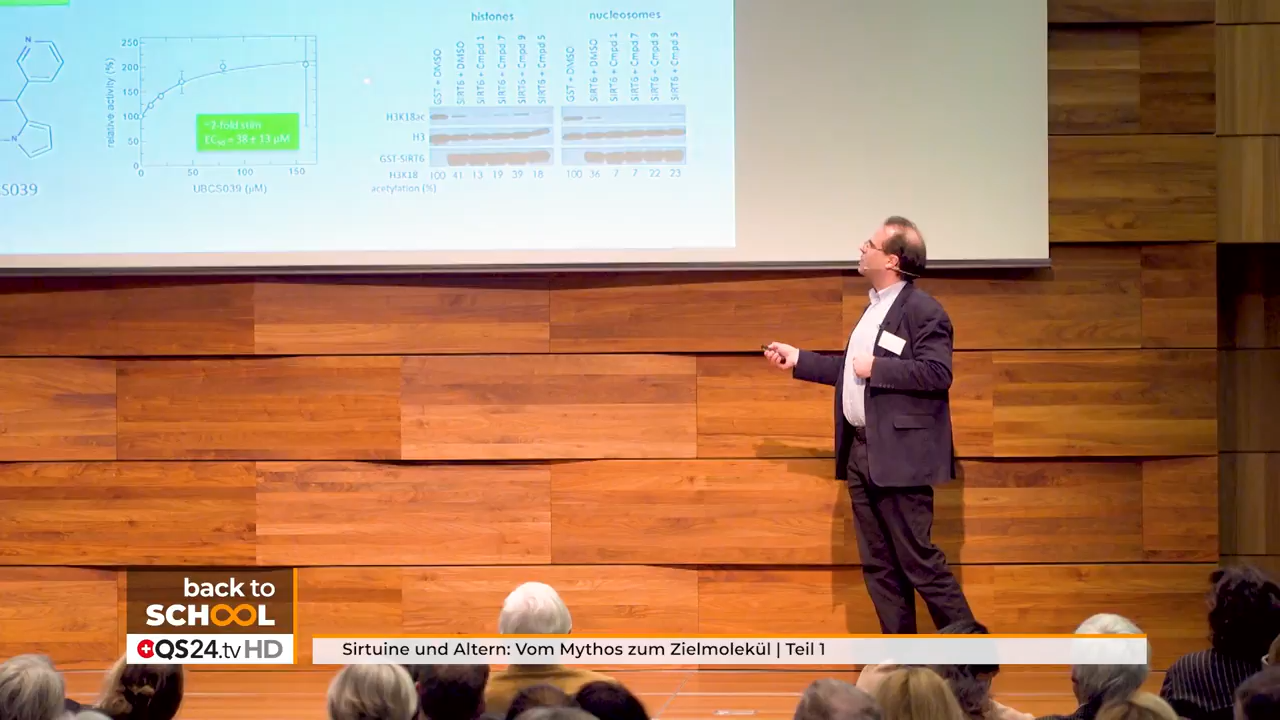 histones
nucleosomes
GST + DMSO
SIRT6 + DMSO
SIRT6 + Cmpd 1
SIRT6 + Cmpd 7
SIRT6 + Cmpd 9
SIRT6 + Cmpd 5
GST + DMSO
SIRT6 + DMSO
SIRT6 + Cmpd 1
SIRT6 + Cmpd 7
SIRT6 + Cmpd 9
SIRT6 + Cmpd 5
H3K18ac
H3
GST-SIRT6
H3K18
acetylation (%)
100 41 13 19 39 18
100 36 7 7 22 23
N
N
relative activity (%)
250
200
150
100
50
0
0 50 100 150
UBCS039 (µM)
~2-fold stim
EC50 = 38 ± 13 µM
S039
back to
SCHOOL
QS24.tv HD
Sirtuine und Altern: Vom Mythos zum Zielmolekül | Teil 1